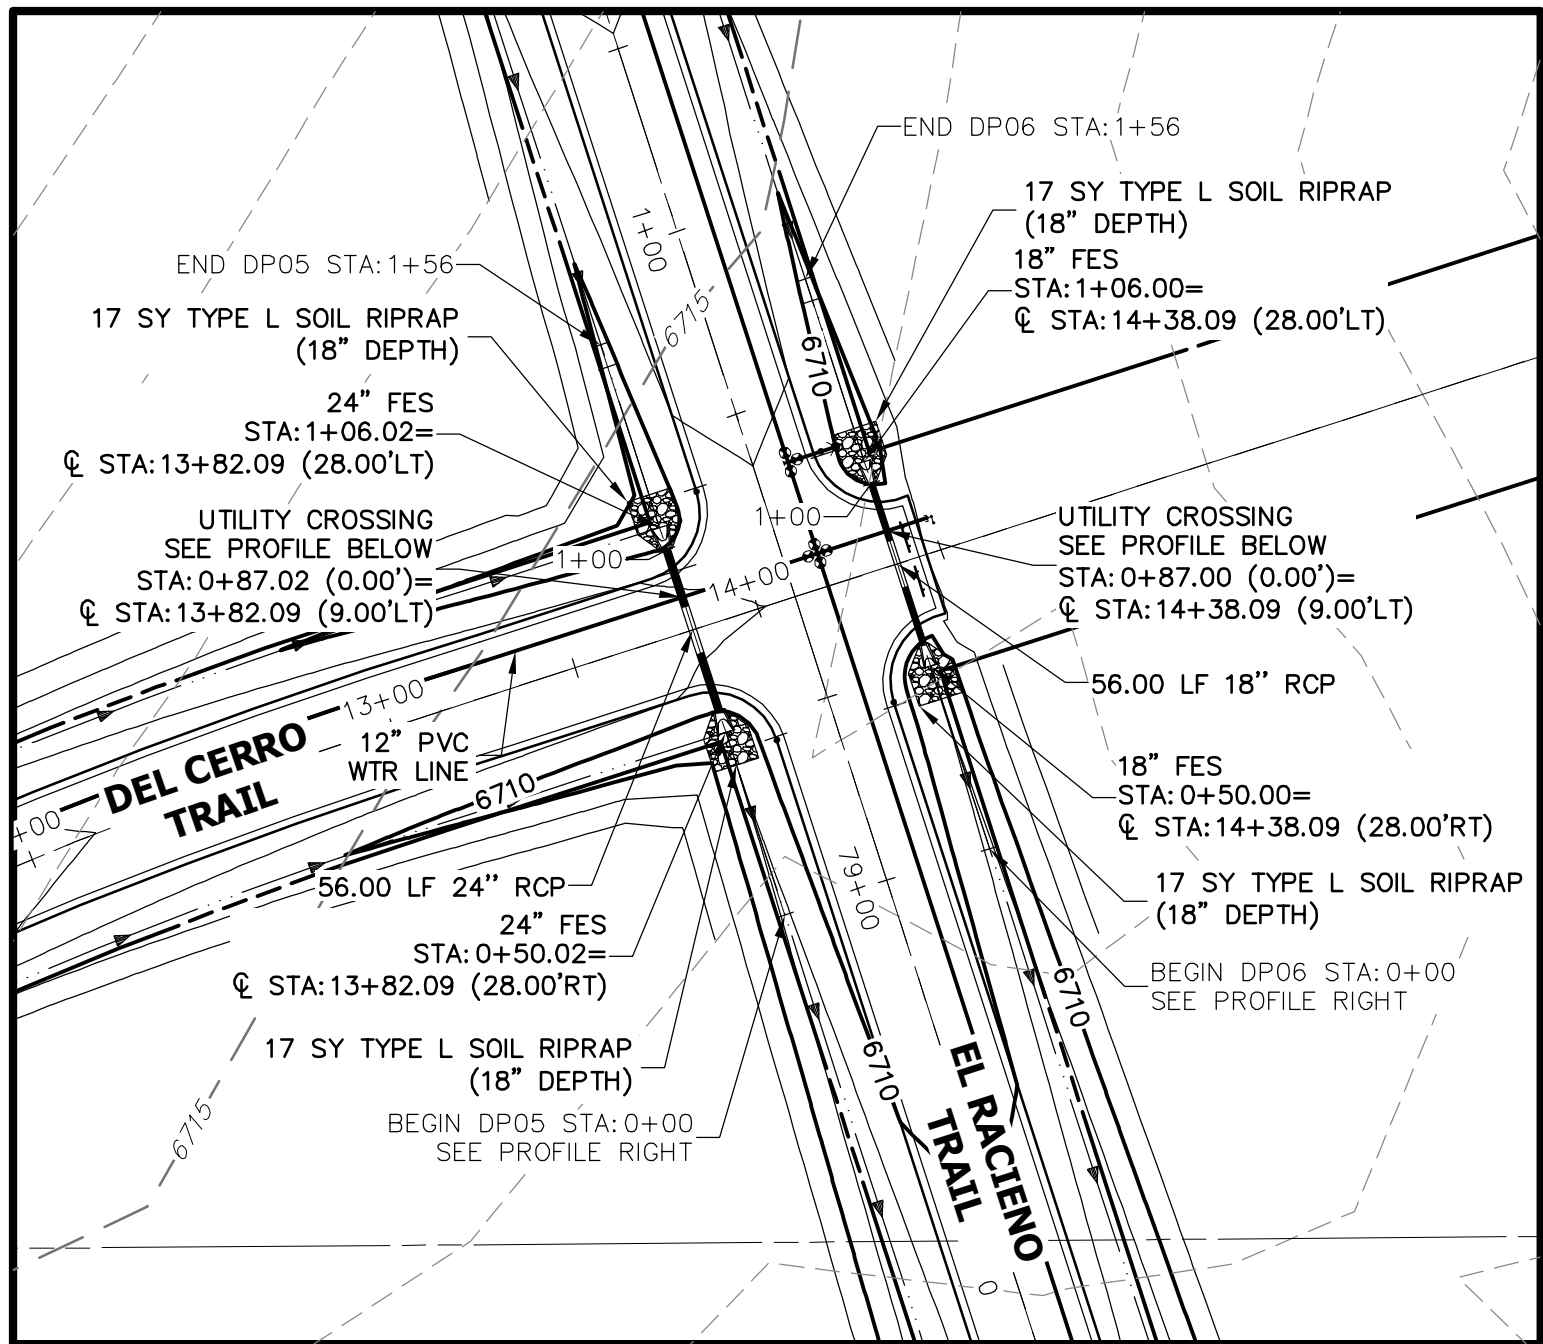 END DP06 STA:1+56
17 SY TYPE L SOIL RIPRAP
(18" DEPTH)
18" FES
STA:1+06.00=
℄ STA:14+38.09 (28.00'LT)
1+00
END DP05 STA:1+56
17 SY TYPE L SOIL RIPRAP
(18" DEPTH)
6715
6710
24" FES
STA:1+06.02=
℄ STA:13+82.09 (28.00'LT)
UTILITY CROSSING
SEE PROFILE BELOW
STA:0+87.02 (0.00')=
℄ STA:13+82.09 (9.00'LT)
1+00
1+00
14+00
UTILITY CROSSING
SEE PROFILE BELOW
STA:0+87.00 (0.00')=
℄ STA:14+38.09 (9.00'LT)
56.00 LF 18" RCP
13+00
12" PVC
WTR LINE
DEL CERRO
TRAIL
+00
6710
18" FES
STA:0+50.00=
℄ STA:14+38.09 (28.00'RT)
17 SY TYPE L SOIL RIPRAP
(18" DEPTH)
56.00 LF 24" RCP
24" FES
STA:0+50.02=
℄ STA:13+82.09 (28.00'RT)
79+00
BEGIN DP06 STA:0+00
SEE PROFILE RIGHT
6710
17 SY TYPE L SOIL RIPRAP
(18" DEPTH)
6710
6715
BEGIN DP05 STA:0+00
SEE PROFILE RIGHT
EL RACIENO
TRAIL
0